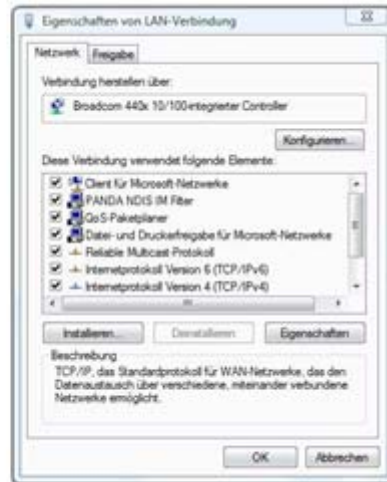 Eigenschaften von LAN-Verbindung
Netzwerk Freigabe
Verbindung herstellen über:
Broadcom 440x 10/100-integrierter Controller
Konfigurieren...
Diese Verbindung verwendet folgende Elemente:
Client für Microsoft-Netzwerke
PANDA NDIS IM Filter
QoS-Paketplaner
Datei- und Druckerfreigabe für Microsoft-Netzwerke
Reliable Multicast-Protokoll
Internetprotokoll Version 6 (TCP/IPv6)
Internetprotokoll Version 4 (TCP/IPv4)
Installieren... Deinstallieren Eigenschaften
Beschreibung
TCP/IP, das Standardprotokoll für WAN-Netzwerke, das den
Datenaustausch über verschiedene, miteinander verbundene
Netzwerke ermöglicht.
OK Abbrechen